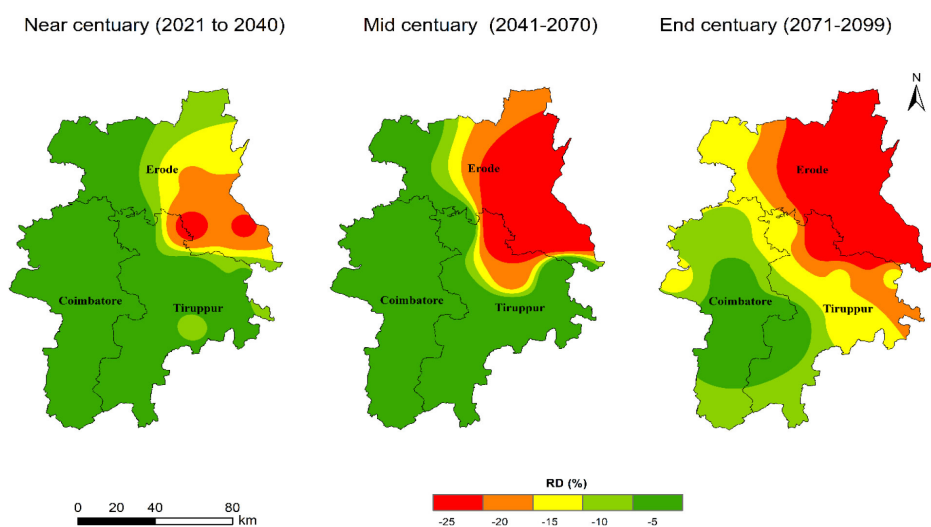 Near centuary (2021 to 2040)
Mid centuary (2041-2070)
End centuary (2071-2099)
N
Erode
Coimbatore
Tiruppur
Erode
Coimbatore
Tiruppur
Erode
Coimbatore
Tiruppur
0 20 40 80
km
RD (%)
-25 -20 -15 -10 -5